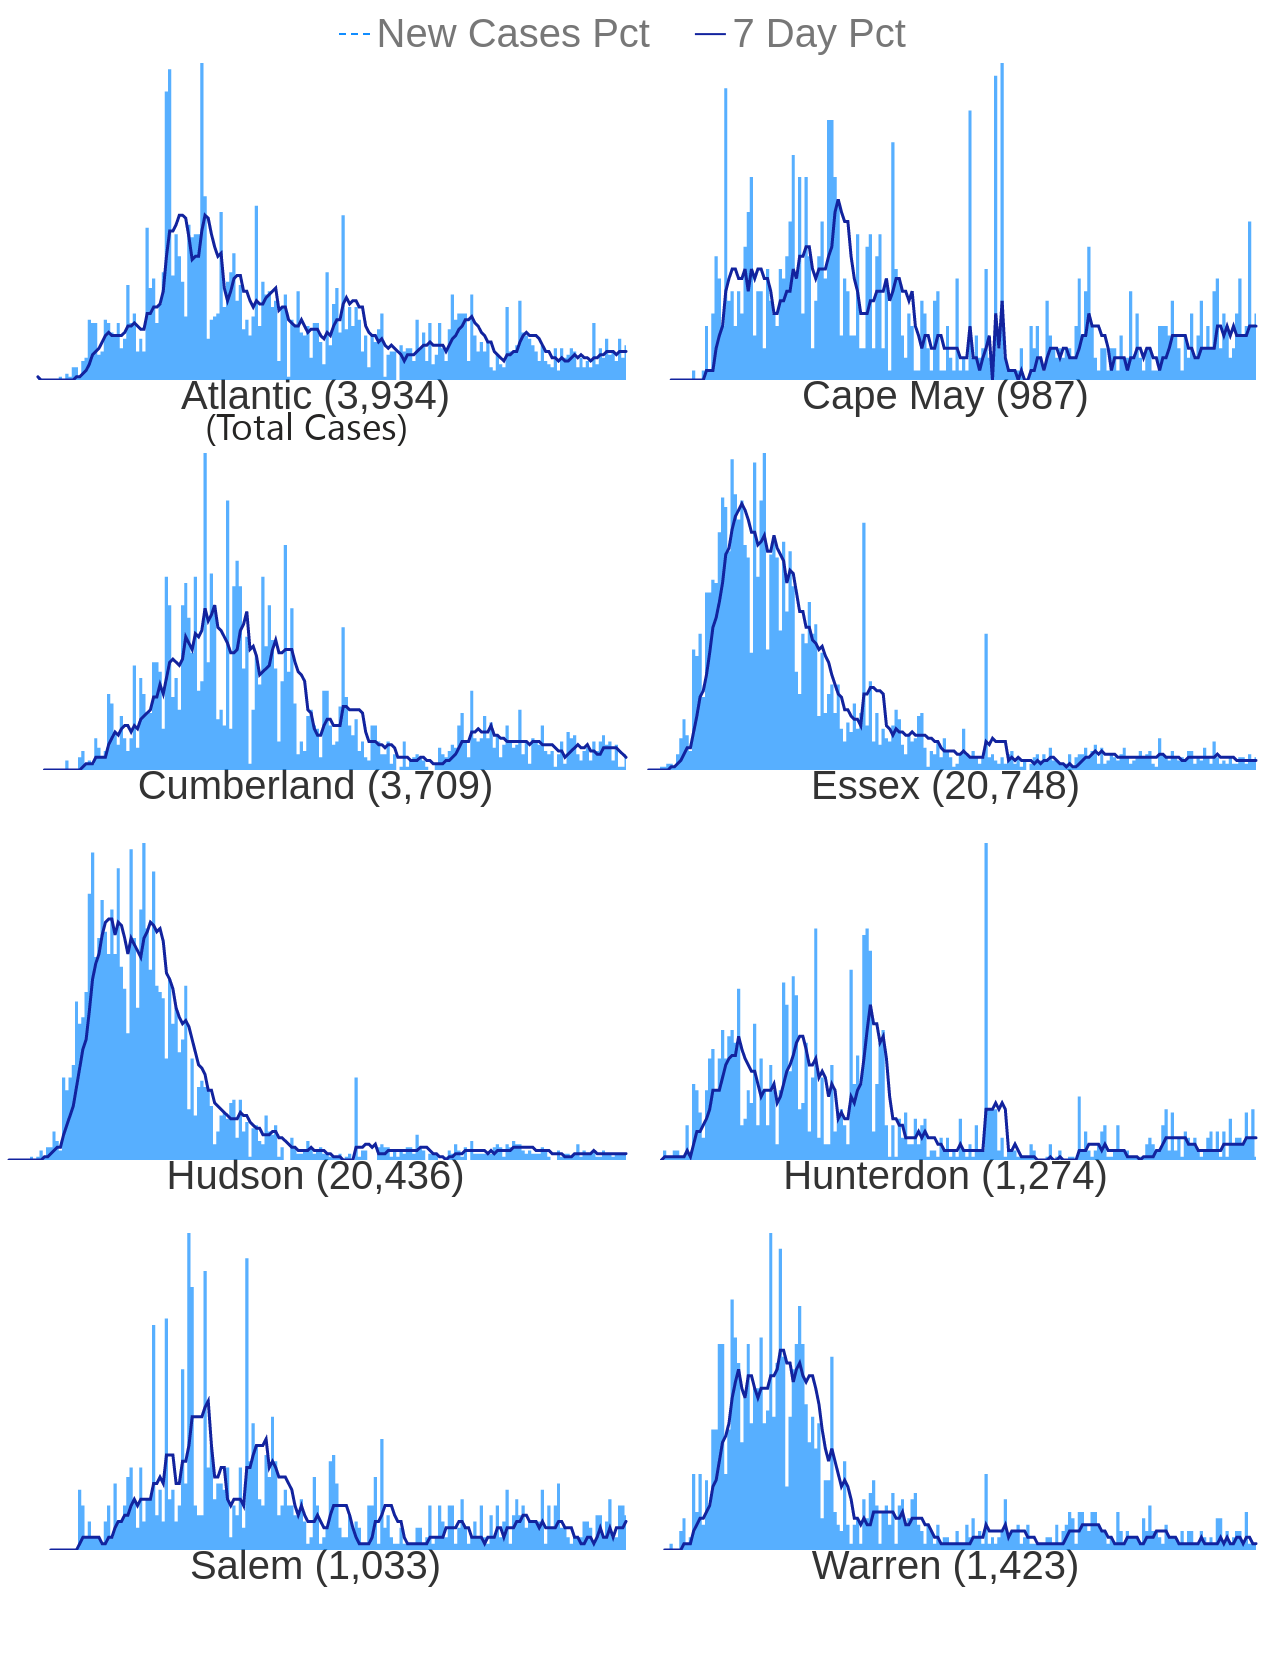 New Cases Pct 7 Day Pct
Atlantic (3,934) Cape May (987)
(Total Cases)
Cumberland (3,709) Essex (20,748)
Hudson (20,436) Hunterdon (1,274)
Salem (1,033) Warren (1,423)